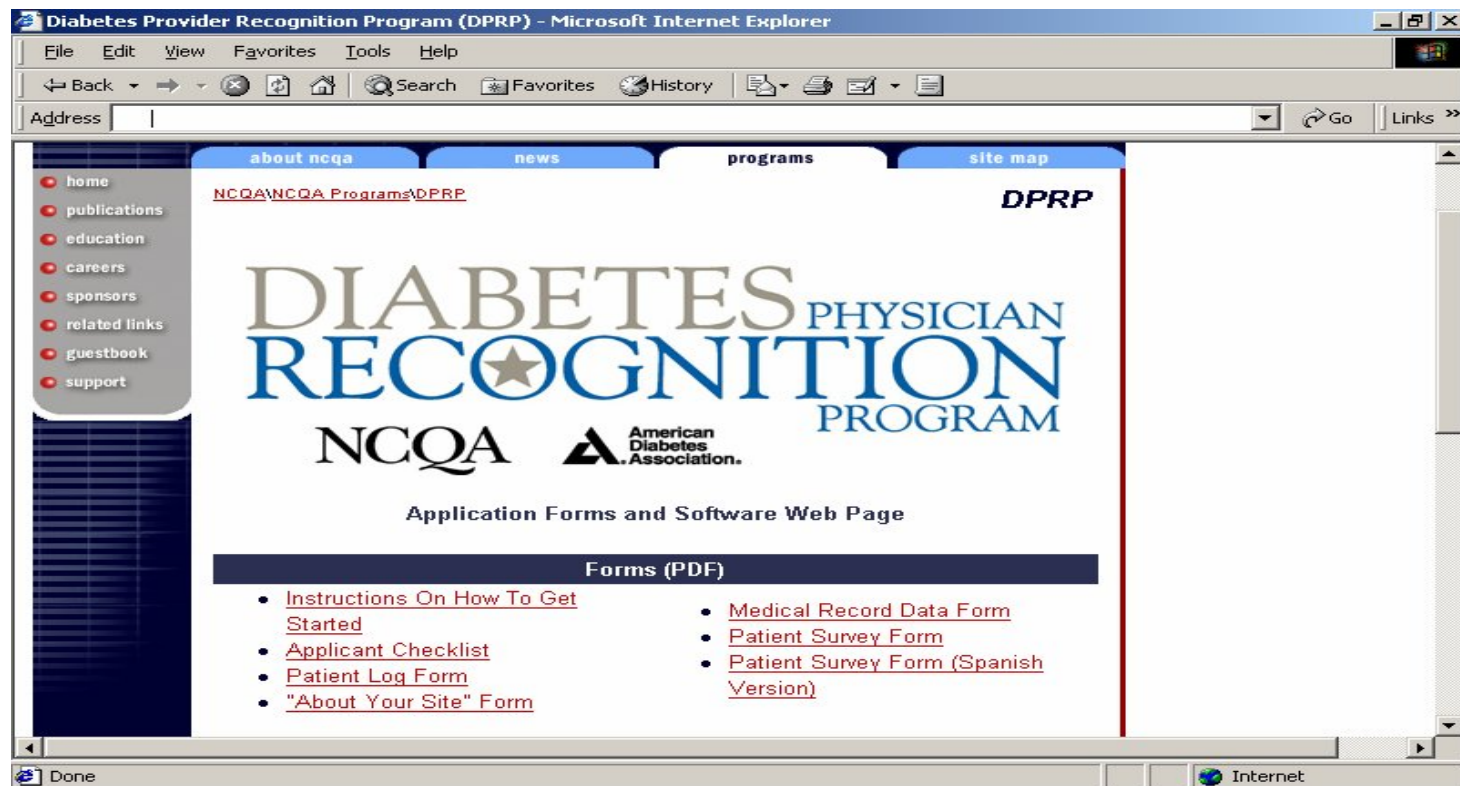 Diabetes Provider Recognition Program (DPRP) - Microsoft Internet Explorer
File Edit View Favorites Tools Help
Back Search Favorites History
Address Go Links »
about ncqa news programs site map
home
publications
education
careers
sponsors
related links
guestbook
support
NCQA\NCQA Programs\DPRP
DPRP
DIABETES PHYSICIAN
RECOGNITION
PROGRAM
NCQA
American
Diabetes
Association.
Application Forms and Software Web Page
Forms (PDF)
• Instructions On How To Get
Started
• Applicant Checklist
• Patient Log Form
• "About Your Site" Form
• Medical Record Data Form
• Patient Survey Form
• Patient Survey Form (Spanish
Version)
Done Internet